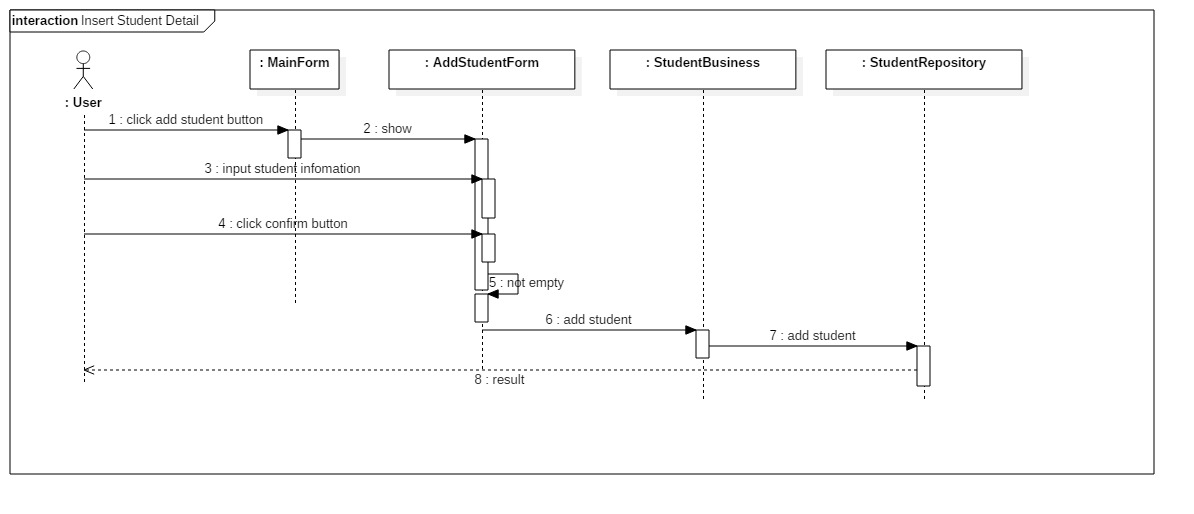 interaction Insert Student Detail
: MainForm
: AddStudentForm
: StudentBusiness
: StudentRepository
: User
1 : click add student button
2 : show
3 : input student infomation
4 : click confirm button
5 : not empty
6 : add student
7 : add student
8 : result